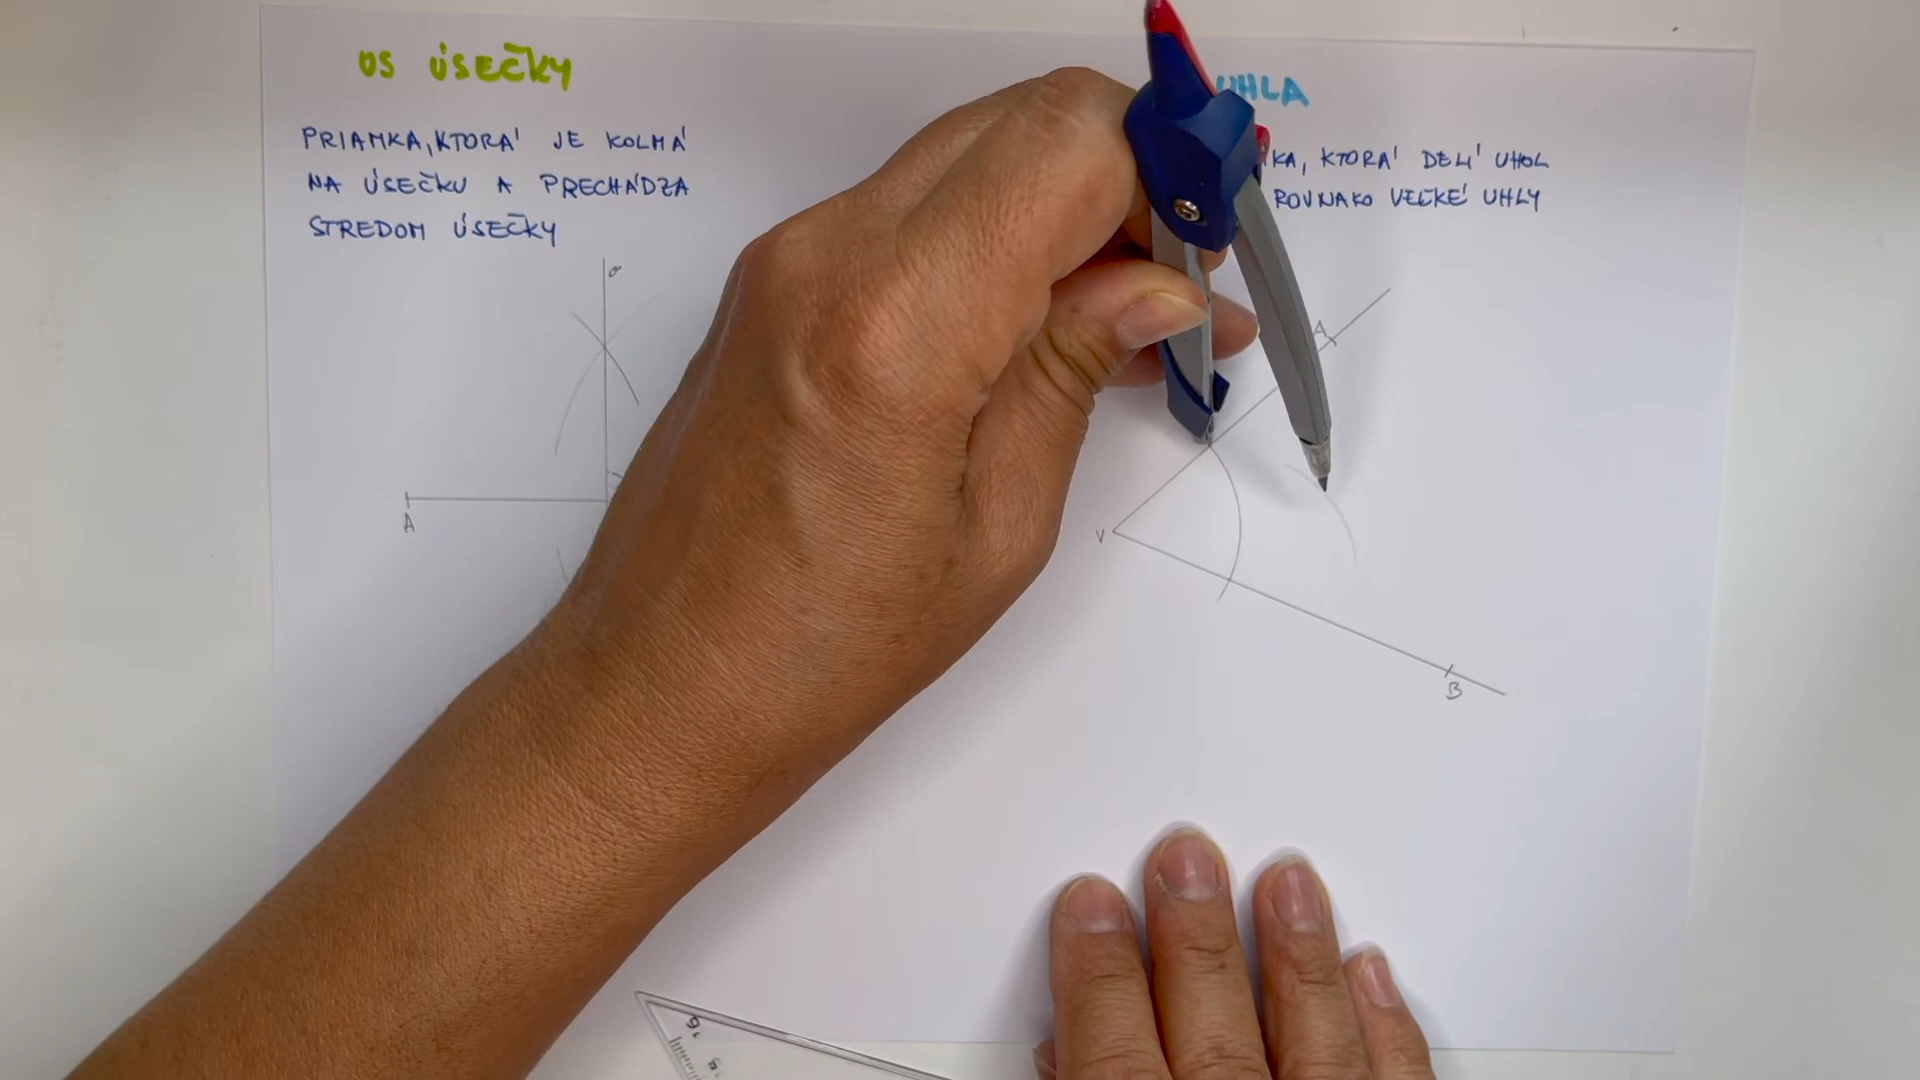 OS ÚSEČKY
PRIAMKA, KTORÁ JE KOLMÁ
NA ÚSEČKU A PRECHÁDZA
STREDOM ÚSEČKY
UHLA
KA, KTORÁ DELÍ UHOL
ROVNAKO VEĽKÉ UHLY
o
A
A
V
B